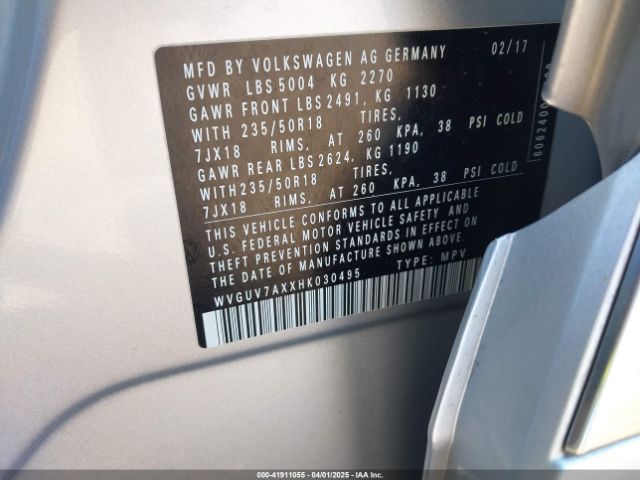 MFD BY VOLKSWAGEN AG GERMANY 02/17
GVWR LBS 5004 KG 2270
GAWR FRONT LBS 2491, KG 1130
WITH 235/50R18 TIRES,
7JX18 RIMS, AT 260 KPA, 38 PSI COLD
GAWR REAR LBS 2624, KG 1190
WITH 235/50R18 TIRES,
7JX18 RIMS, AT 260 KPA, 38 PSI COLD
THIS VEHICLE CONFORMS TO ALL APPLICABLE
U.S. FEDERAL MOTOR VEHICLE SAFETY AND
THEFT PREVENTION STANDARDS IN EFFECT ON
THE DATE OF MANUFACTURE SHOWN ABOVE.
WVGUV7AXXHK030495 TYPE: MPV
000-41911055 04/01/2025 IAA Inc.